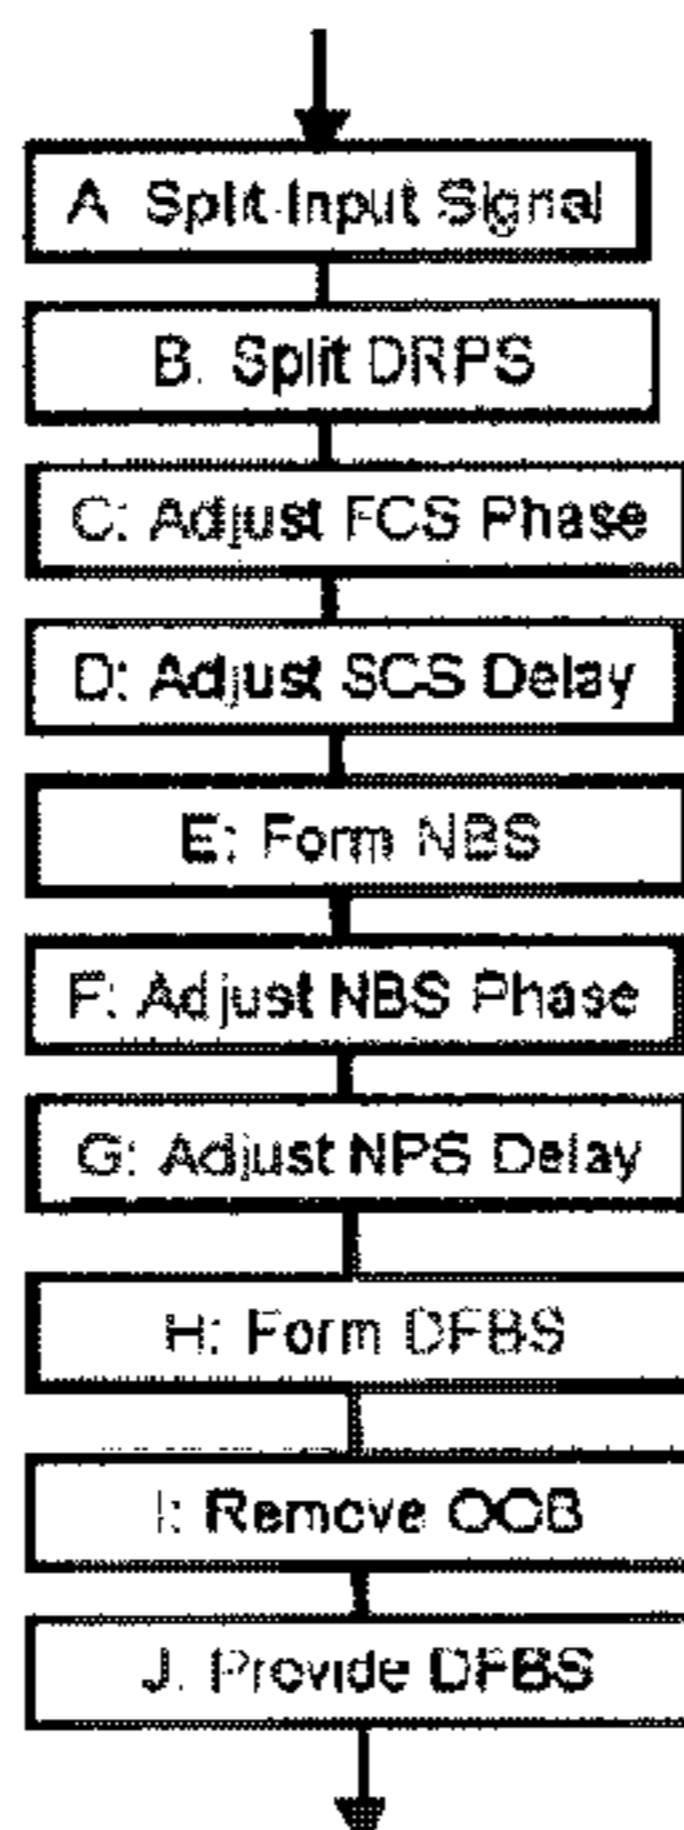 A Split Input Signal
B. Split DRPS
C: Adjust FCS Phase
D: Adjust SCS Delay
E: Form NBS
F: Adjust NBS Phase
G: Adjust NPS Delay
H: Form DFBS
I: Remove OOB
J. Provide DFBS